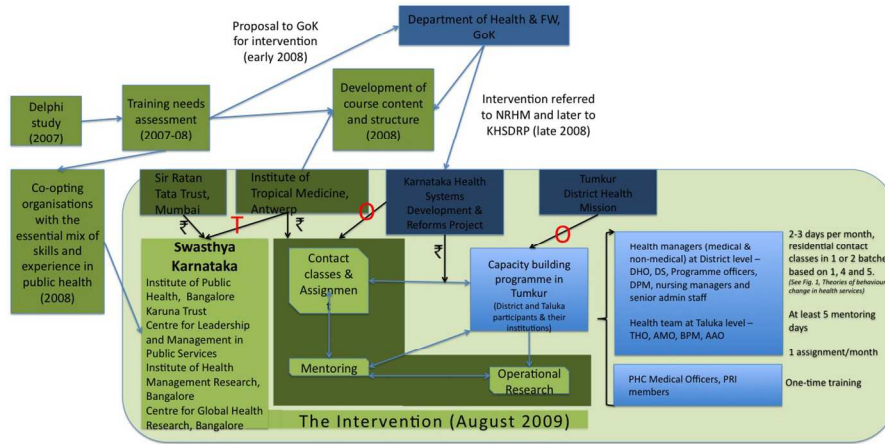 Proposal to GoK
for intervention
(early 2008)
Department of Health & FW,
GoK
Delphi
study
(2007)
Training needs
assessment
(2007-08)
Development of
course content
and structure
(2008)
Intervention referred
to NRHM and later to
KHSDRP (late 2008)
Co-opting
organisations
with the
essential mix of
skills and
experience in
public health
(2008)
Sir Ratan
Tata Trust,
Mumbai
Institute of
Tropical Medicine,
Antwerp
Karnataka Health
Systems
Development &
Reforms Project
Tumkur
District Health
Mission
₹
T
₹
O
₹
O
Swasthya
Karnataka
Institute of Public
Health, Bangalore
Karuna Trust
Centre for Leadership
and Management in
Public Services
Institute of Health
Management Research,
Bangalore
Centre for Global Health
Research, Bangalore
Contact
classes &
Assignmen
t
Mentoring
Capacity building
programme in
Tumkur
(District and Taluka
participants & their
institutions)
Operational
Research
Health managers (medical &
non-medical) at District level –
DHO, DS, Programme officers,
DPM, nursing managers and
senior admin staff
Health team at Taluka level –
THO, AMO, BPM, AAO
PHC Medical Officers, PRI
members
2-3 days per month,
residential contact
classes in 1 or 2 batche
based on 1, 4 and 5.
(See Fig. 1, Theories of behaviou
change in health services)
At least 5 mentoring
days
1 assignment/month
One-time training
The Intervention (August 2009)